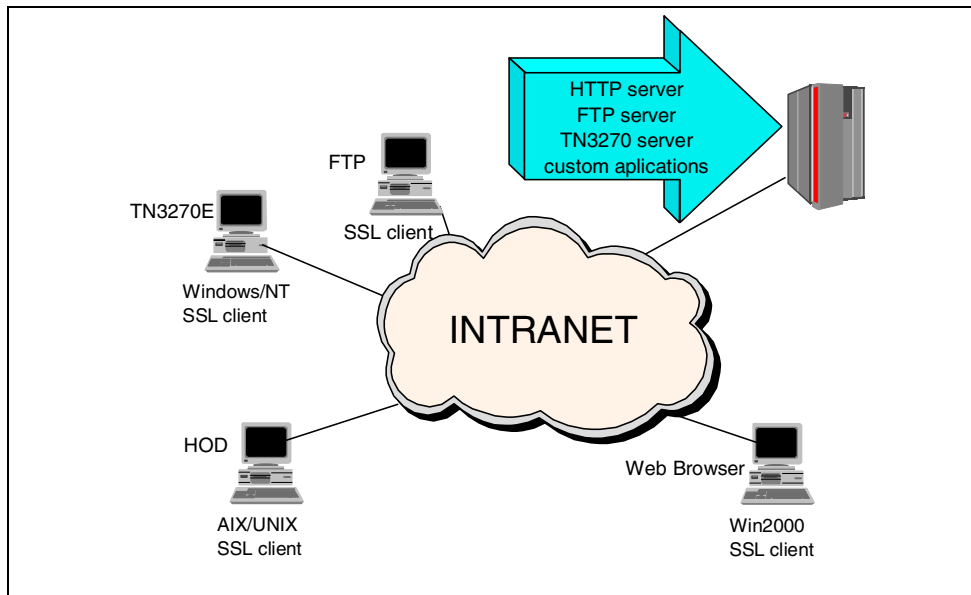 HTTP server
FTP server
TN3270 server
custom aplications
FTP
SSL client
TN3270E
Windows/NT
SSL client
INTRANET
HOD
AIX/UNIX
SSL client
Web Browser
Win2000
SSL client